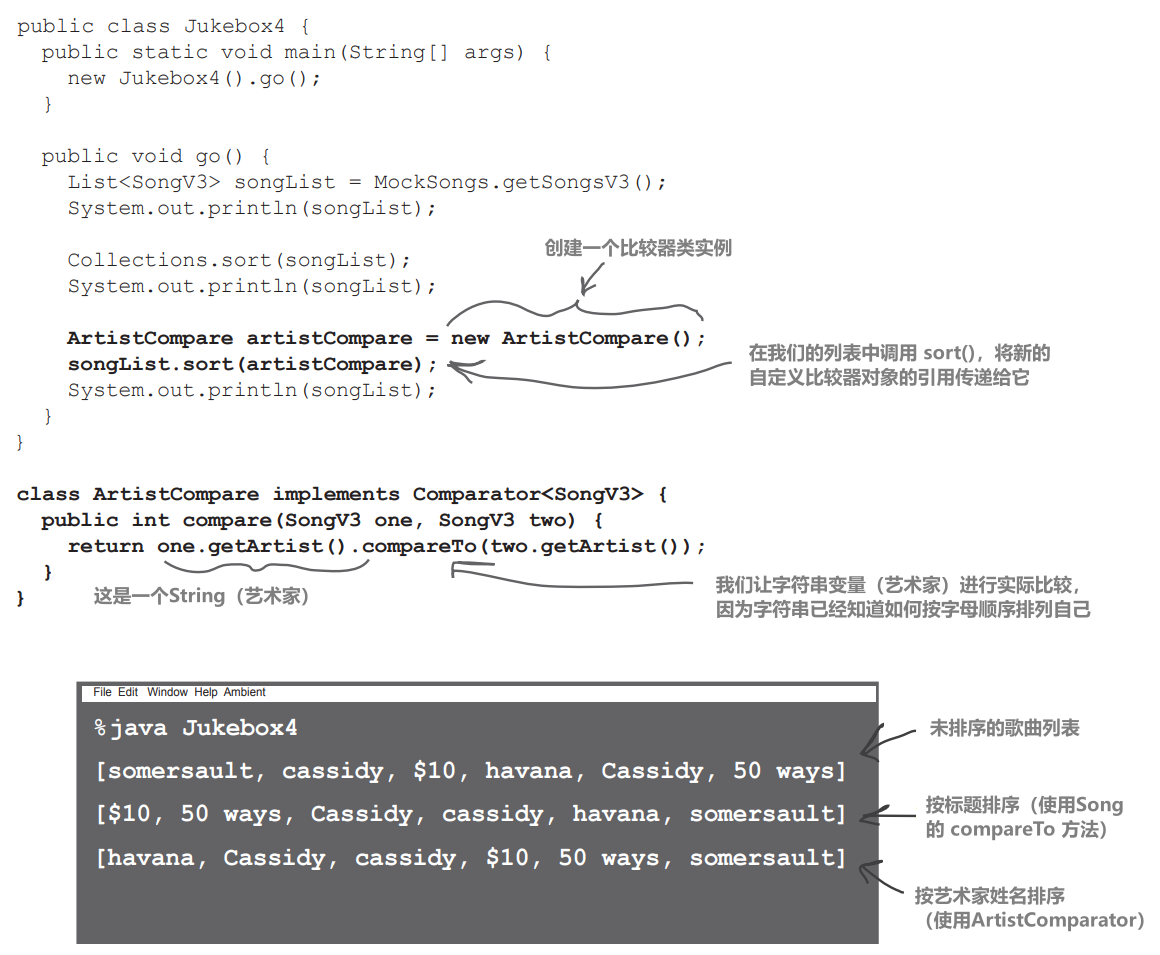 public class Jukebox4 {
public static void main(String[] args) {
new Jukebox4().go();
}
public void go() {
List<SongV3> songList = MockSongs.getSongsV3();
System.out.println(songList);
创建一个比较器类实例
Collections.sort(songList);
System.out.println(songList);
ArtistCompare artistCompare = new ArtistCompare();
songList.sort(artistCompare);
System.out.println(songList);
在我们的列表中调用 sort()，将新的
自定义比较器对象的引用传递给它
}
}
class ArtistCompare implements Comparator<SongV3> {
public int compare(SongV3 one, SongV3 two) {
return one.getArtist().compareTo(two.getArtist());
}
}
这是一个String（艺术家）
我们让字符串变量（艺术家）进行实际比较，
因为字符串已经知道如何按字母顺序排列自己
File Edit Window Help Ambient
%java Jukebox4
[somersault, cassidy, $10, havana, Cassidy, 50 ways]
[$10, 50 ways, Cassidy, cassidy, havana, somersault]
[havana, Cassidy, cassidy, $10, 50 ways, somersault]
未排序的歌曲列表
按标题排序（使用Song
的 compareTo 方法）
按艺术家姓名排序
（使用ArtistComparator）